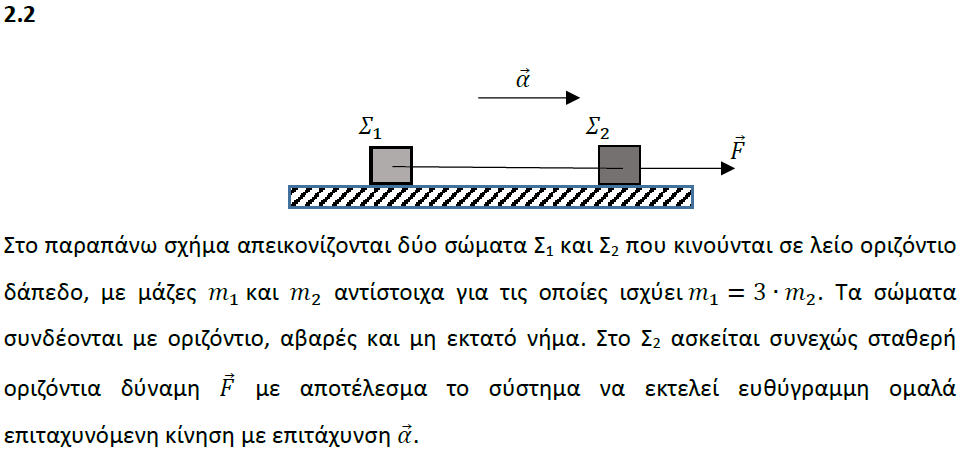 2.2
α⃗
Σ₁ Σ₂
F⃗
Στο παραπάνω σχήμα απεικονίζονται δύο σώματα Σ₁ και Σ₂ που κινούνται σε λείο οριζόντιο
δάπεδο, με μάζες m₁ και m₂ αντίστοιχα για τις οποίες ισχύει m₁ = 3 · m₂. Τα σώματα
συνδέονται με οριζόντιο, αβαρές και μη εκτατό νήμα. Στο Σ₂ ασκείται συνεχώς σταθερή
οριζόντια δύναμη F⃗ με αποτέλεσμα το σύστημα να εκτελεί ευθύγραμμη ομαλά
επιταχυνόμενη κίνηση με επιτάχυνση α⃗.